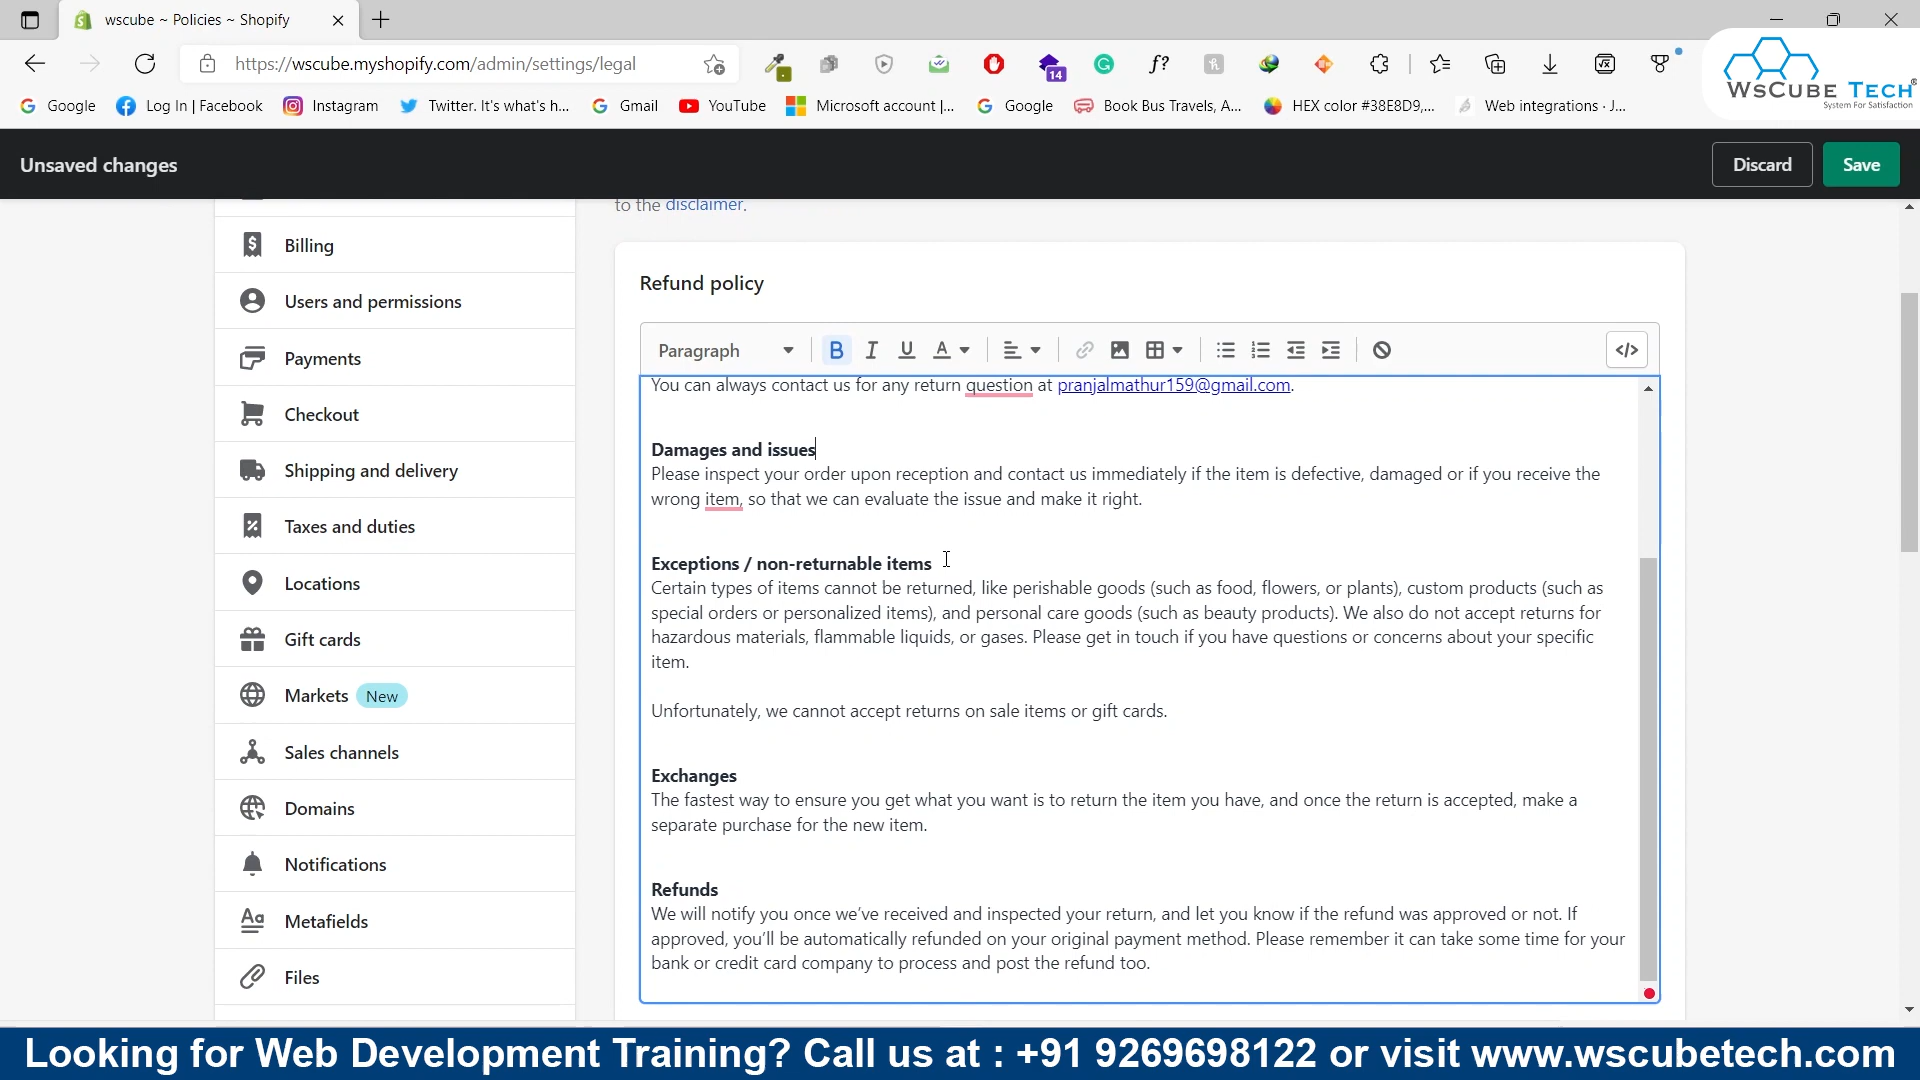 wscube ~ Policies ~ Shopify
https://wscube.myshopify.com/admin/settings/legal
14
f?
WSCUBE TECH®
System For Satisfaction
Google
Log In | Facebook
Instagram
Twitter. It's what's h...
Gmail
YouTube
Microsoft account |...
Google
Book Bus Travels, A...
HEX color #38E8D9,...
Web integrations · J...
Unsaved changes
Discard
Save
to the disclaimer.
Billing
Users and permissions
Payments
Checkout
Shipping and delivery
Taxes and duties
Locations
Gift cards
Markets New
Sales channels
Domains
Notifications
Metafields
Files
Refund policy
Paragraph
B I U A
</>
You can always contact us for any return question at pranjalmathur159@gmail.com.
Damages and issues
Please inspect your order upon reception and contact us immediately if the item is defective, damaged or if you receive the
wrong item, so that we can evaluate the issue and make it right.
Exceptions / non-returnable items
Certain types of items cannot be returned, like perishable goods (such as food, flowers, or plants), custom products (such as
special orders or personalized items), and personal care goods (such as beauty products). We also do not accept returns for
hazardous materials, flammable liquids, or gases. Please get in touch if you have questions or concerns about your specific
item.
Unfortunately, we cannot accept returns on sale items or gift cards.
Exchanges
The fastest way to ensure you get what you want is to return the item you have, and once the return is accepted, make a
separate purchase for the new item.
Refunds
We will notify you once we've received and inspected your return, and let you know if the refund was approved or not. If
approved, you'll be automatically refunded on your original payment method. Please remember it can take some time for your
bank or credit card company to process and post the refund too.
Looking for Web Development Training? Call us at : +91 9269698122 or visit www.wscubetech.com